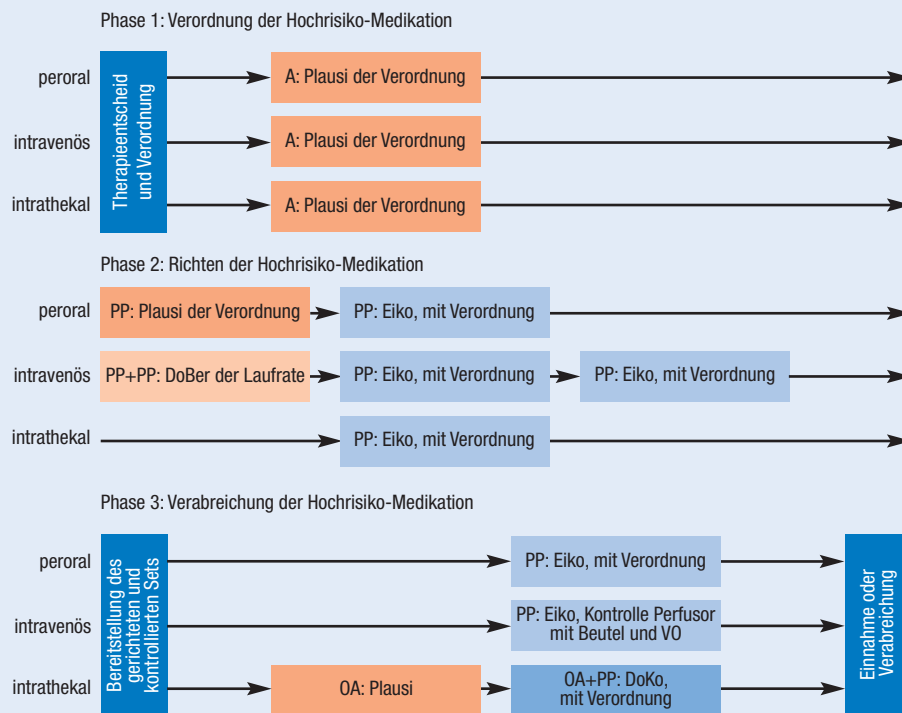 Phase 1: Verordnung der Hochrisiko-Medikation
Therapieentscheid
und Verordnung
peroral
A: Plausi der Verordnung
intravenös
A: Plausi der Verordnung
intrathekal
A: Plausi der Verordnung
Phase 2: Richten der Hochrisiko-Medikation
peroral
PP: Plausi der Verordnung
PP: Eiko, mit Verordnung
intravenös
PP+PP: DoBer der Laufrate
PP: Eiko, mit Verordnung
PP: Eiko, mit Verordnung
intrathekal
PP: Eiko, mit Verordnung
Phase 3: Verabreichung der Hochrisiko-Medikation
Bereitstellung des
gerichteten und
kontrollierten Sets
peroral
PP: Eiko, mit Verordnung
intravenös
PP: Eiko, Kontrolle Perfusor
mit Beutel und VO
intrathekal
OA: Plausi
OA+PP: DoKo,
mit Verordnung
Einnahme oder
Verabreichung